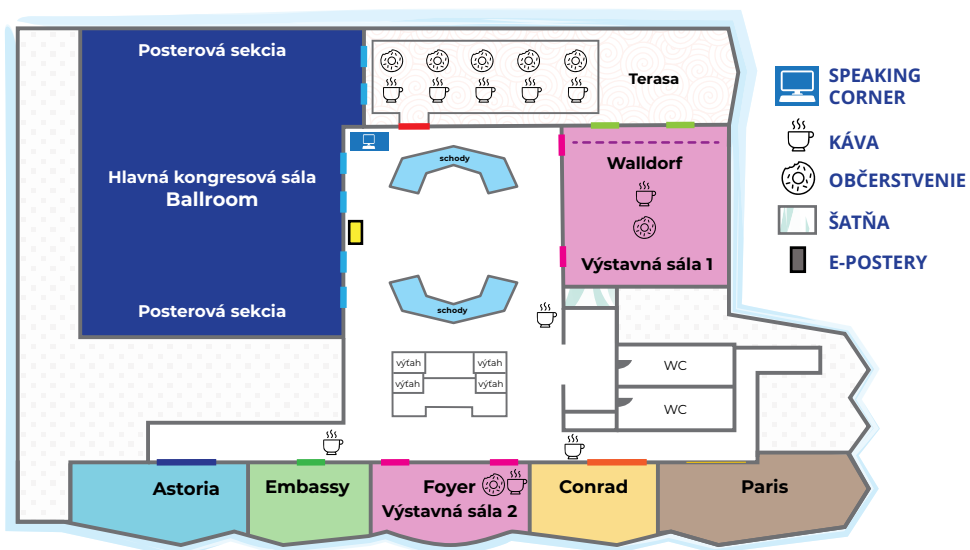 Posterová sekcia
Hlavná kongresová sála
Ballroom
Posterová sekcia
Terasa
schody
Walldorf
Výstavná sála 1
schody
výťah
výťah
výťah
výťah
WC
WC
Astoria
Embassy
Foyer
Výstavná sála 2
Conrad
Paris
SPEAKING
CORNER
KÁVA
OBČERSTVENIE
ŠATŇA
E-POSTERY